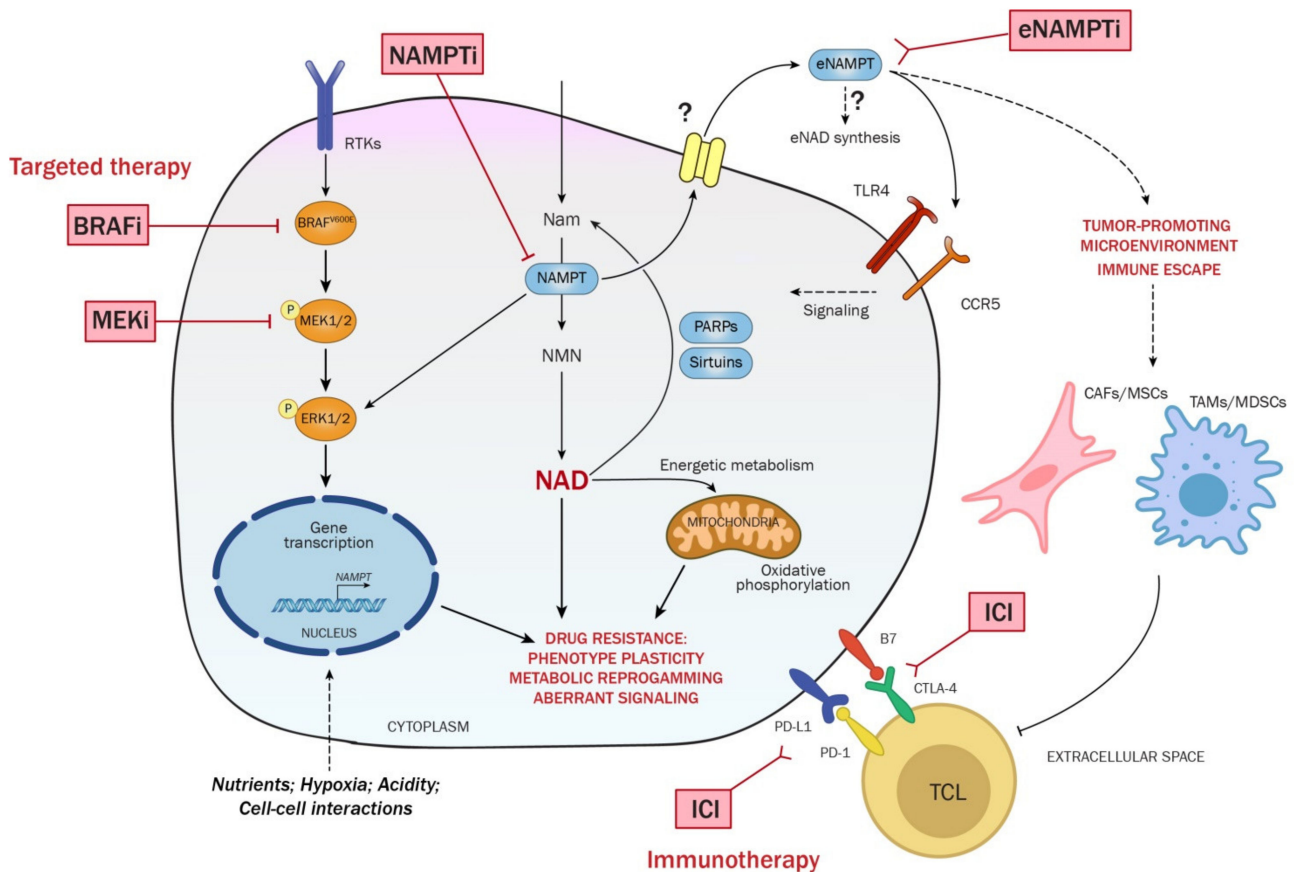 NAMPTi
eNAMPTi
eNAMPT
?
?
eNAD synthesis
RTKs
Targeted therapy
BRAFi
BRAFV600E
MEKi
P
MEK1/2
P
ERK1/2
Nam
NAMPT
NMN
PARPs
Sirtuins
NAD
Energetic metabolism
MITOCHONDRIA
Oxidative
phosphorylation
TLR4
CCR5
Signaling
TUMOR-PROMOTING
MICROENVIRONMENT
IMMUNE ESCAPE
CAFs/MSCs
TAMs/MDSCs
Gene
transcription
NAMPT
NUCLEUS
DRUG RESISTANCE:
PHENOTYPE PLASTICITY
METABOLIC REPROGAMMING
ABERRANT SIGNALING
CYTOPLASM
Nutrients; Hypoxia; Acidity;
Cell-cell interactions
B7
ICI
CTLA-4
PD-L1
PD-1
TCL
EXTRACELLULAR SPACE
ICI
Immunotherapy